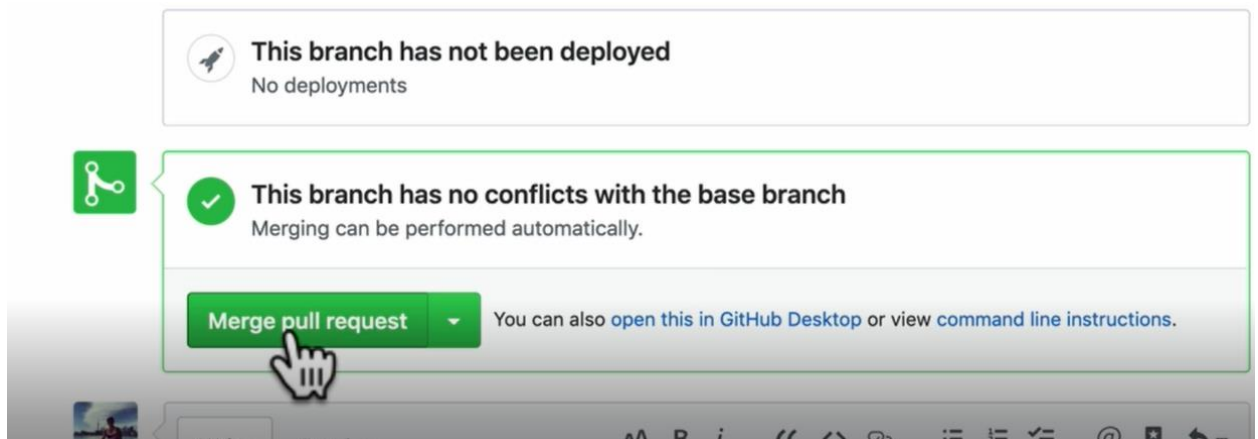 This branch has not been deployed
No deployments
This branch has no conflicts with the base branch
Merging can be performed automatically.
Merge pull request
You can also open this in GitHub Desktop or view command line instructions.
AA B i “ <>
@